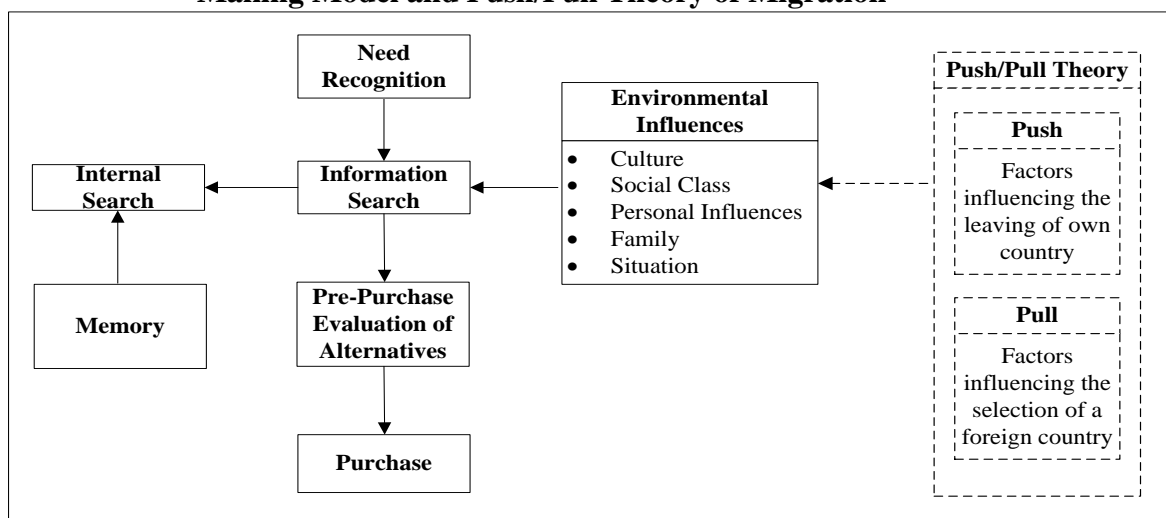 Making Model and Push/Pull Theory of Migration
Need
Recognition
Information
Search
Internal
Search
Memory
Pre-Purchase
Evaluation of
Alternatives
Purchase
Environmental
Influences
• Culture
• Social Class
• Personal Influences
• Family
• Situation
Push/Pull Theory
Push
Factors
influencing the
leaving of own
country
Pull
Factors
influencing the
selection of a
foreign country